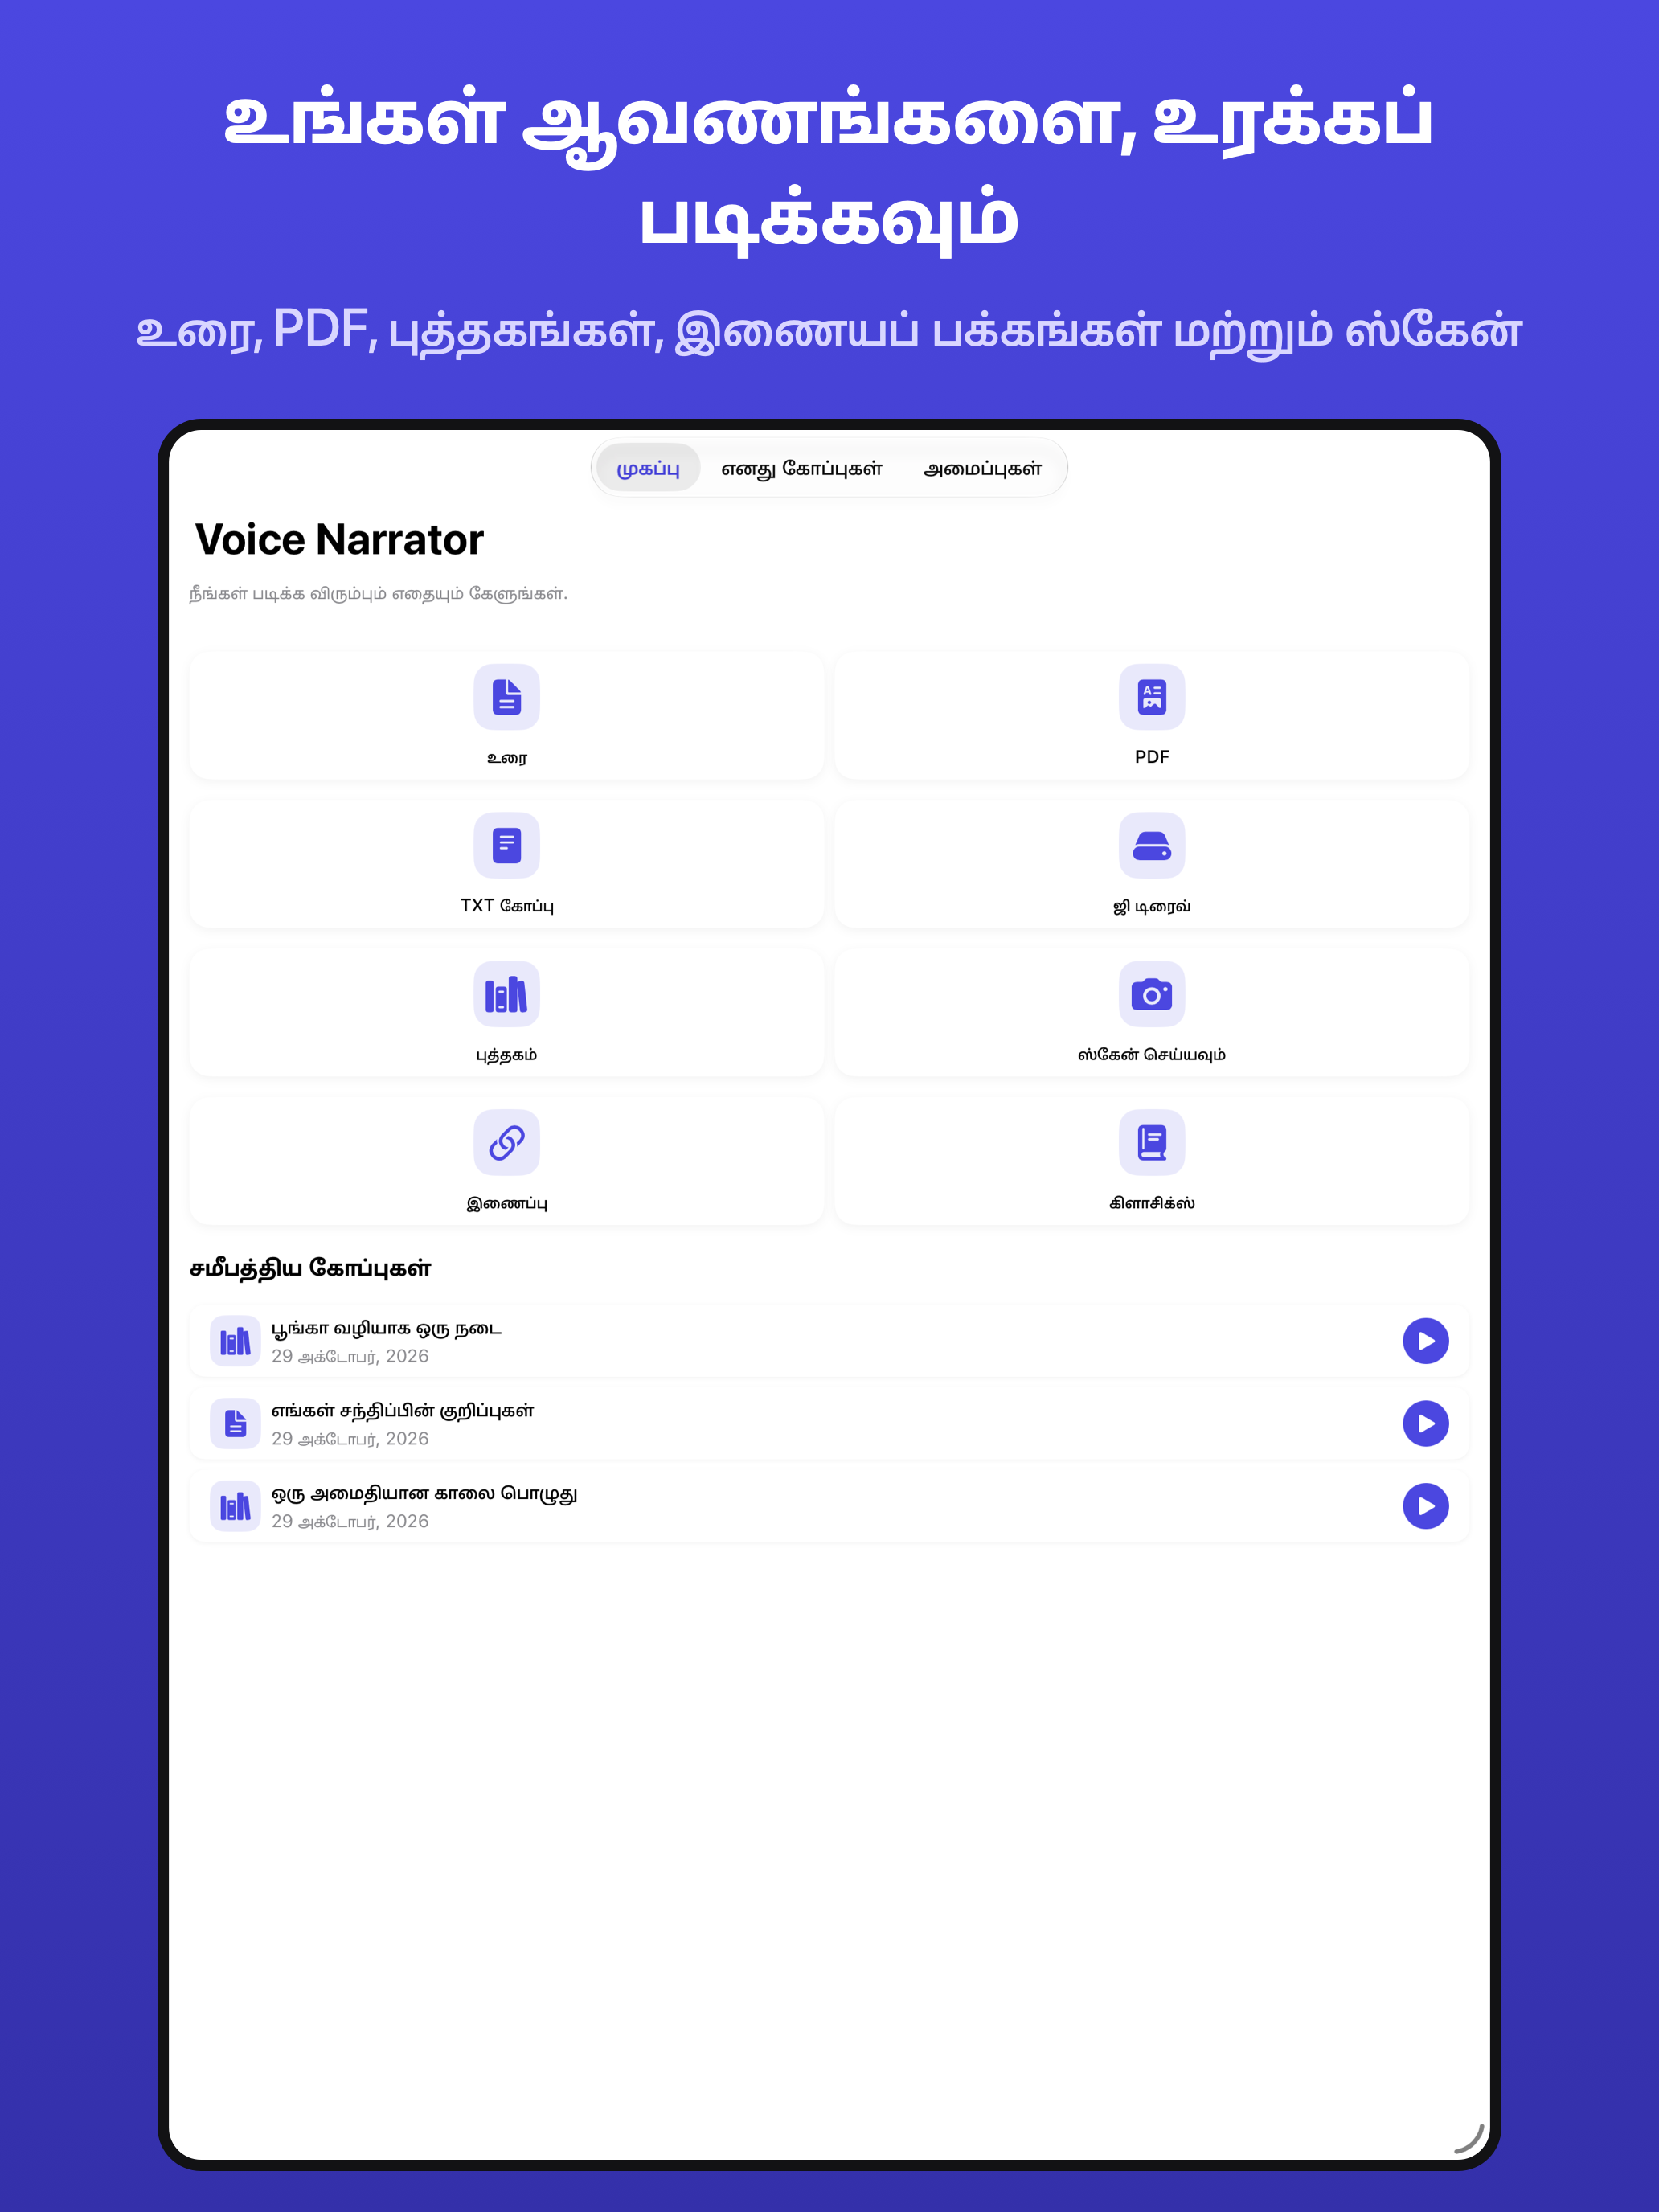 உங்கள் ஆவணங்களை, உரக்கப்
படிக்கவும்
உரை, PDF, புத்தகங்கள், இணையப் பக்கங்கள் மற்றும் ஸ்கேன்
முகப்பு எனது கோப்புகள் அமைப்புகள்
Voice Narrator
நீங்கள் படிக்க விரும்பும் எதையும் கேளுங்கள்.
உரை
PDF
TXT கோப்பு
ஜி டிரைவ்
புத்தகம்
ஸ்கேன் செய்யவும்
இணைப்பு
கிளாசிக்ஸ்
சமீபத்திய கோப்புகள்
பூங்கா வழியாக ஒரு நடை
29 அக்டோபர், 2026
எங்கள் சந்திப்பின் குறிப்புகள்
29 அக்டோபர், 2026
ஒரு அமைதியான காலை பொழுது
29 அக்டோபர், 2026